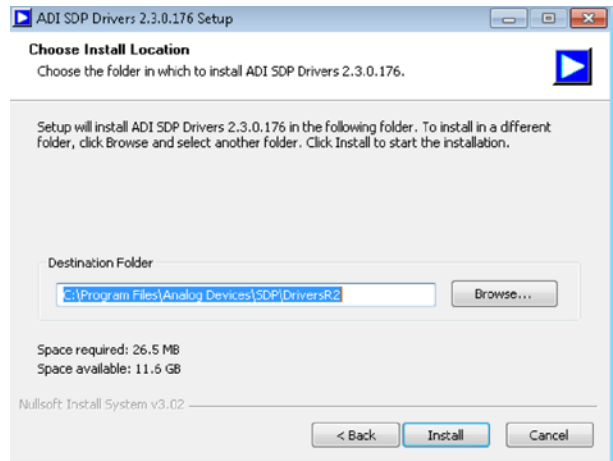 ADI SDP Drivers 2.3.0.176 Setup
Choose Install Location
Choose the folder in which to install ADI SDP Drivers 2.3.0.176.
Setup will install ADI SDP Drivers 2.3.0.176 in the following folder. To install in a different
folder, click Browse and select another folder. Click Install to start the installation.
Destination Folder
C:\Program Files\Analog Devices\SDP\DriversR2
Browse...
Space required: 26.5 MB
Space available: 11.6 GB
Nullsoft Install System v3.02
< Back Install Cancel